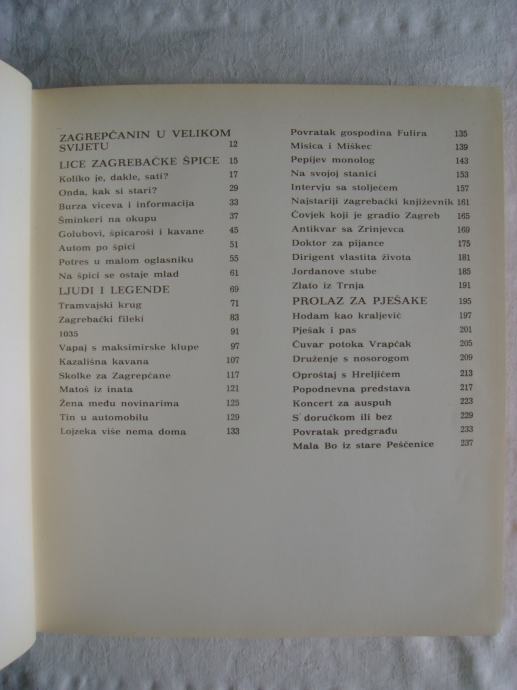 ZAGREPČANIN U VELIKOM
SVIJETU 12
LICE ZAGREBAČKE ŠPICE 15
Koliko je, dakle, sati? 17
Onda, kak si stari? 29
Burza viceva i informacija 33
Šminkeri na okupu 37
Golubovi, špicaroši i kavane 45
Autom po špici 51
Potres u malom oglasniku 55
Na špici se ostaje mlad 61
LJUDI I LEGENDE 69
Tramvajski krug 71
Zagrebački fileki 83
1035 91
Vapaj s maksimirske klupe 97
Kazališna kavana 107
Školke za Zagrepčane 117
Matoš iz inata 121
Žena među novinarima 125
Tin u automobilu 129
Lojzeka više nema doma 133
Povratak gospodina Fulira 135
Misica i Miškec 139
Pepijev monolog 143
Na svojoj stanici 153
Intervju sa stoljećem 157
Najstariji zagrebački književnik 161
Čovjek koji je gradio Zagreb 165
Antikvar sa Zrinjevca 169
Doktor za pijance 175
Dirigent vlastita života 181
Jordanove stube 185
Zlato iz Trnja 191
PROLAZ ZA PJEŠAKE 195
Hodam kao kraljević 197
Pješak i pas 201
Čuvar potoka Vrapčak 205
Druženje s nosorogom 209
Oproštaj s Hreljićem 213
Popodnevna predstava 217
Koncert za auspuh 223
S doručkom ili bez 229
Povratak predgrađu 233
Mala Bo iz stare Peščenice 237